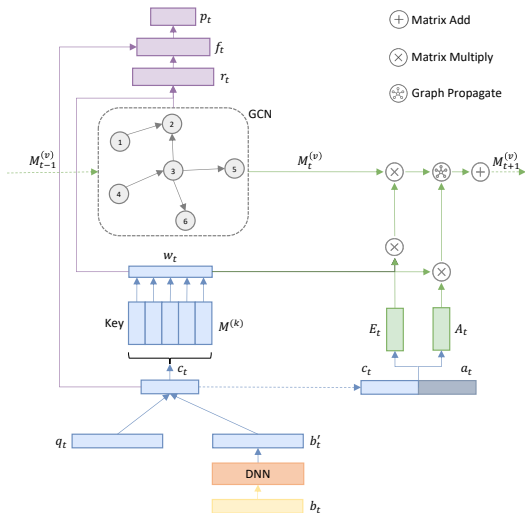 p_t
Matrix Add
f_t
Matrix Multiply
r_t
Graph Propagate
GCN
1
2
3
4
5
6
M_{t-1}^{(v)}
M_t^{(v)}
M_{t+1}^{(v)}
w_t
Key
M^{(k)}
E_t
A_t
c_t
c_t
a_t
q_t
b'_t
DNN
b_t